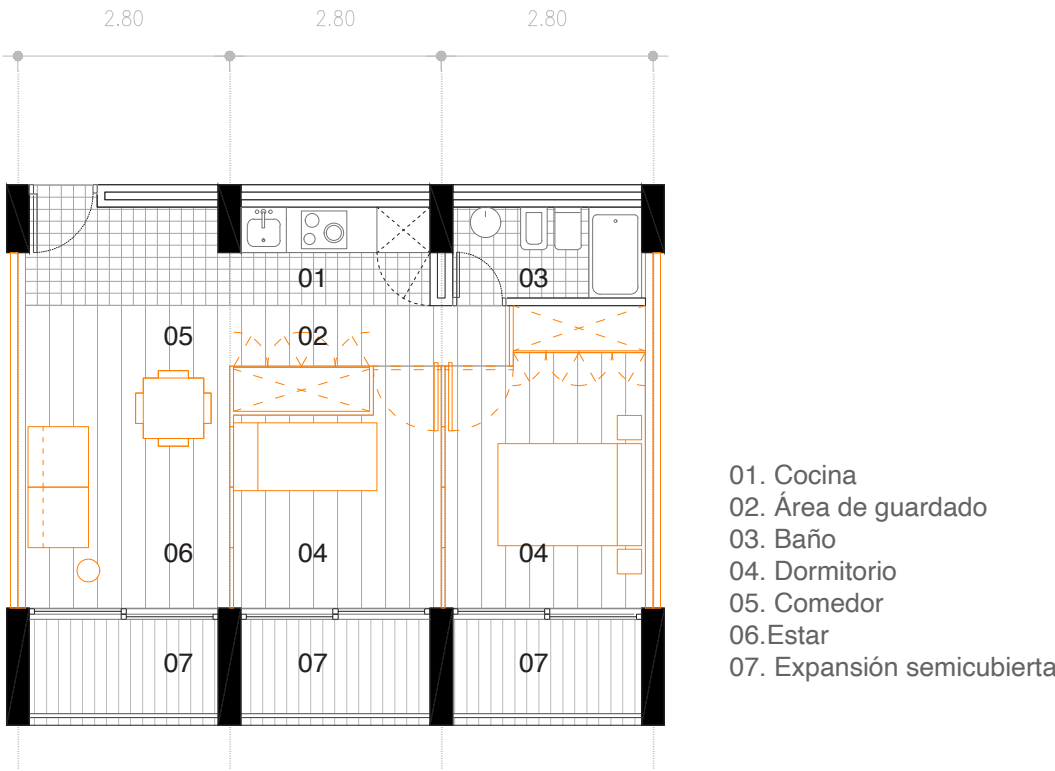 2.80 2.80 2.80
01 03
05 02
06 04 04
07 07 07
01. Cocina
02. Área de guardado
03. Baño
04. Dormitorio
05. Comedor
06.Estar
07. Expansión semicubierta